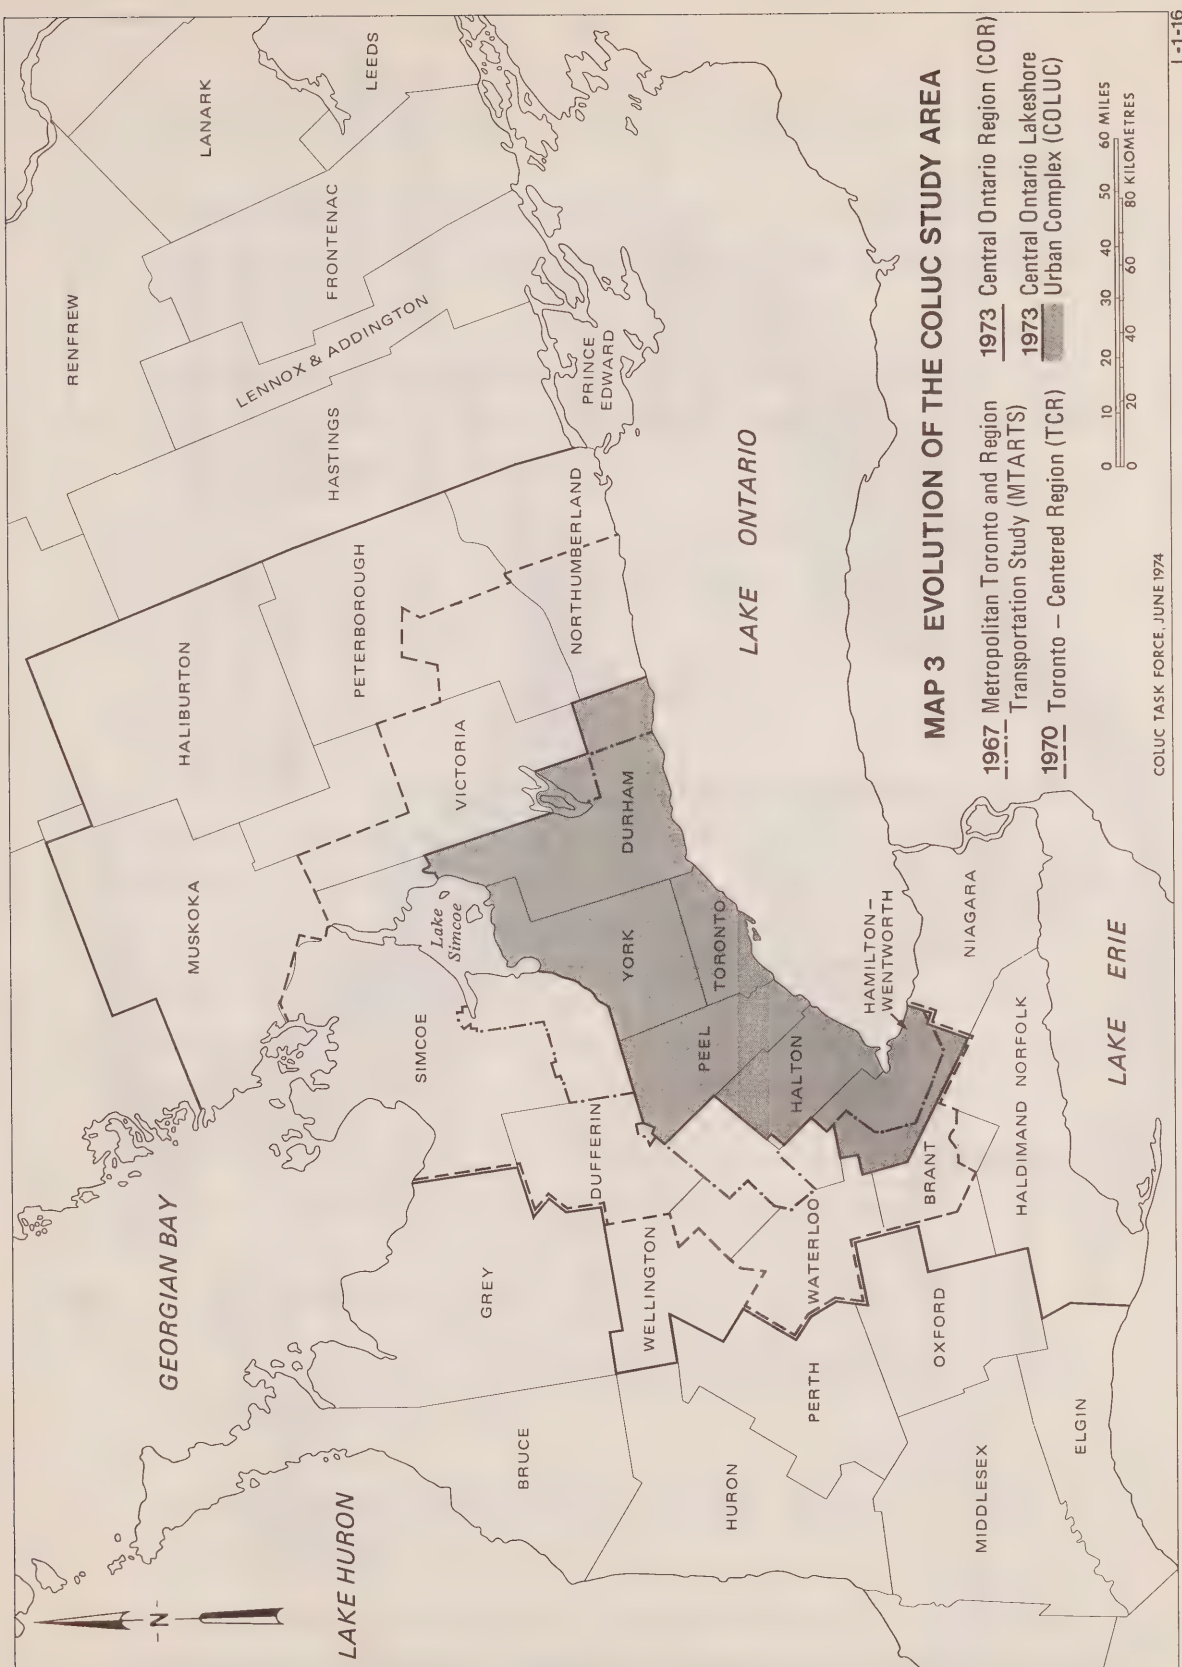 RENFREW
LANARK
LEEDS
FRONTENAC
LENNOX & ADDINGTON
HASTINGS
PRINCE
EDWARD
HALIBURTON
PETERBOROUGH
NORTHUMBERLAND
MUSKOKA
VICTORIA
DURHAM
Lake
Simcoe
YORK
TORONTO
SIMCOE
PEEL
HALTON
HAMILTON-
WENTWORTH
NIAGARA
DUFFERIN
BRANT
HALDIMAND NORFOLK
GREY
WELLINGTON
WATERLOO
OXFORD
PERTH
BRUCE
HURON
MIDDLESEX
ELGIN
GEORGIAN BAY
LAKE HURON
LAKE ONTARIO
LAKE ERIE
-N-
MAP 3 EVOLUTION OF THE COLUC STUDY AREA
1967 Metropolitan Toronto and Region
Transportation Study (MTARTS)
1970 Toronto – Centered Region (TCR)
1973 Central Ontario Region (COR)
1973 Central Ontario Lakeshore
Urban Complex (COLUC)
0 10 20 30 40 50 60 MILES
0 20 40 60 80 KILOMETRES
COLUC TASK FORCE, JUNE 1974
I-1-16